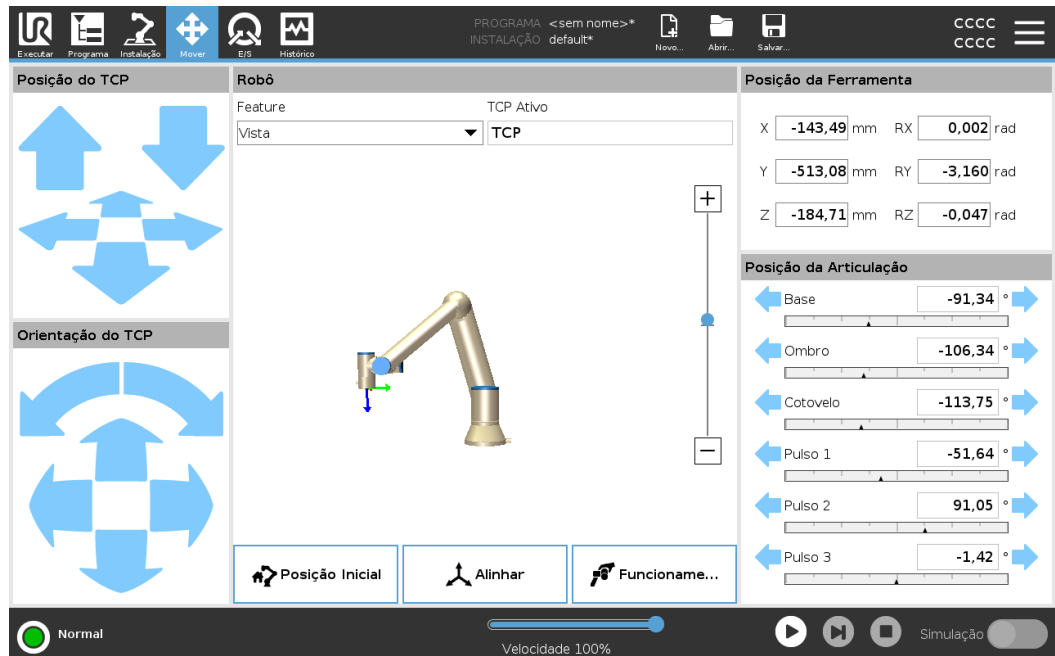 PROGRAMA <sem nome>*
INSTALAÇÃO default*
CCCC
CCCC
Executar Programa Instalação Mover E/S Histórico Novo... Abrir... Salvar...
Posição do TCP
Orientação do TCP
Robô
Feature TCP Ativo
Vista TCP
Posição Inicial Alinhar Funcioname...
Posição da Ferramenta
X -143,49 mm RX 0,002 rad
Y -513,08 mm RY -3,160 rad
Z -184,71 mm RZ -0,047 rad
Posição da Articulação
Base -91,34 °
Ombro -106,34 °
Cotovelo -113,75 °
Pulso 1 -51,64 °
Pulso 2 91,05 °
Pulso 3 -1,42 °
Normal
Velocidade 100%
Simulação